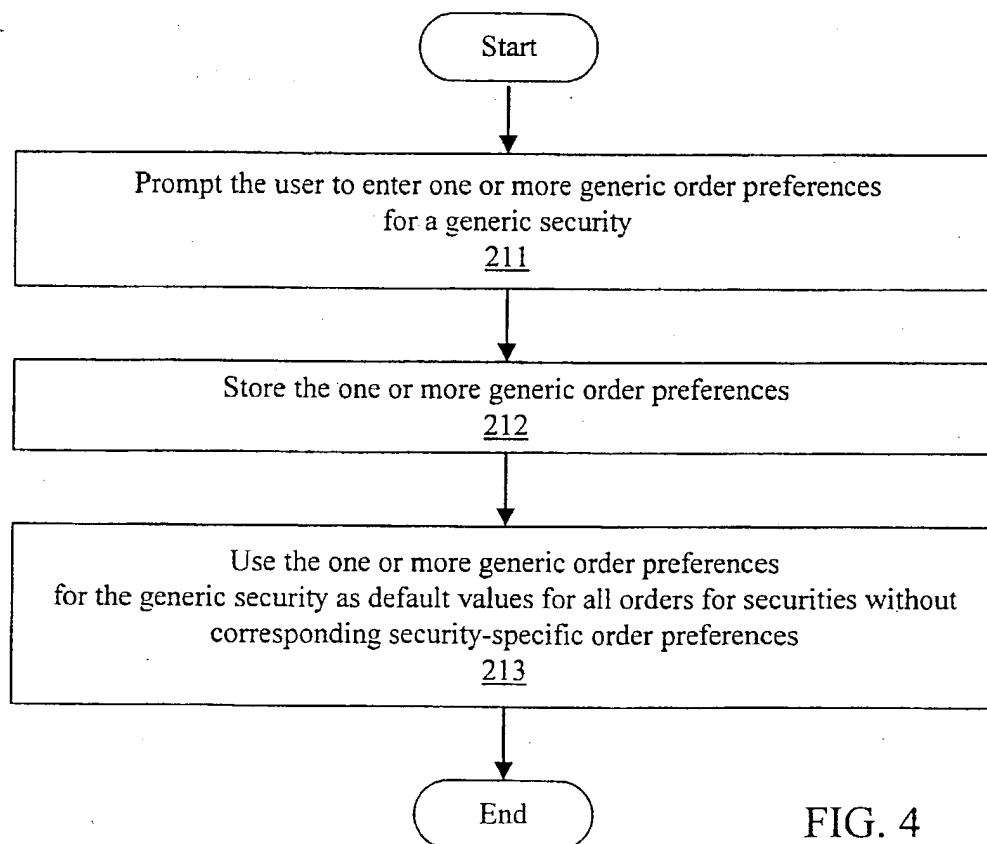 Start
Prompt the user to enter one or more generic order preferences
for a generic security
211
Store the one or more generic order preferences
212
Use the one or more generic order preferences
for the generic security as default values for all orders for securities without
corresponding security-specific order preferences
213
End
FIG. 4